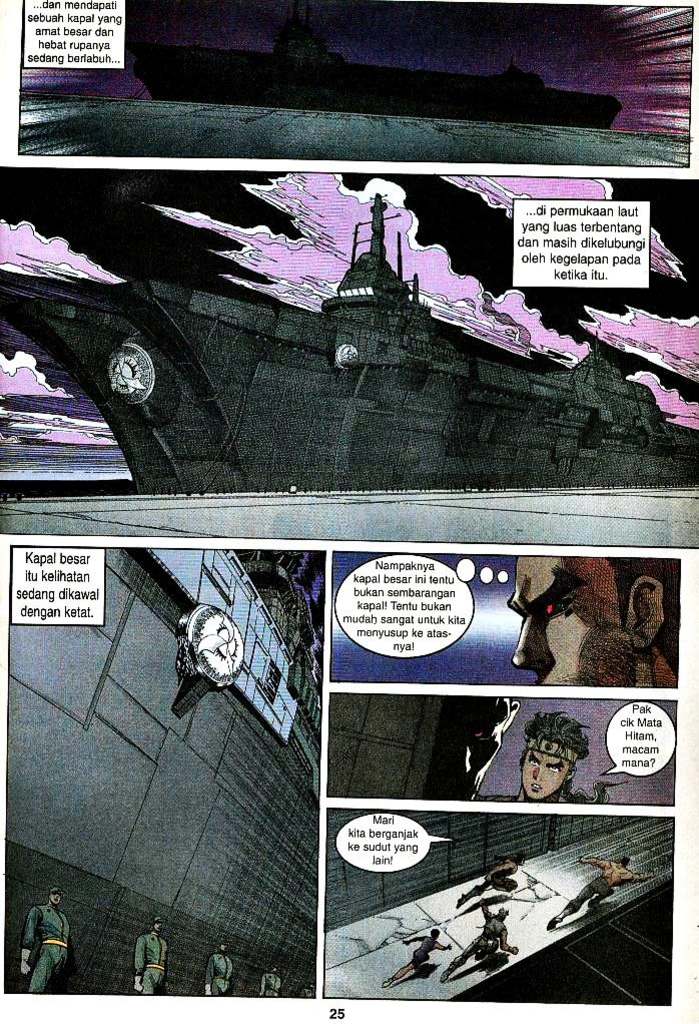 ...dan mendapati
sebuah kapal yang
amat besar dan
hebat rupanya
sedang berlabuh...
...di permukaan laut
yang luas terbentang
dan masih dikelubungi
oleh kegelapan pada
ketika itu.
Kapal besar
itu kelihatan
sedang dikawal
dengan ketat.
Nampaknya
kapal besar ini tentu
bukan sembarangan
kapal! Tentu bukan
mudah sangat untuk kita
menyusup ke atas-
nya!
Pak
cik Mata
Hitam,
macam
mana?
Mari
kita berganjak
ke sudut yang
lain!
25